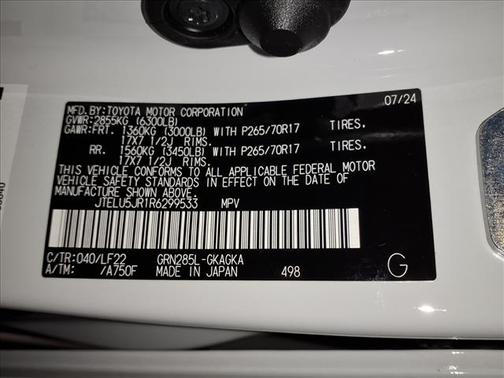 MFD. BY: TOYOTA MOTOR CORPORATION 07/24
GVWR: 2855KG (6300LB)
GAWR: FRT. 1360KG (3000LB) WITH P265/70R17 TIRES.
17X7 1/2J RIMS.
RR. 1560KG (3450LB) WITH P265/70R17 TIRES.
17X7 1/2J RIMS.
THIS VEHICLE CONFORMS TO ALL APPLICABLE FEDERAL MOTOR
VEHICLE SAFETY STANDARDS IN EFFECT ON THE DATE OF
MANUFACTURE SHOWN ABOVE.
JTELU5JR1R6299533 MPV
C/TR: 040/LF22 GRN285L-GKAGKA
A/TM: /A750F MADE IN JAPAN 498 G